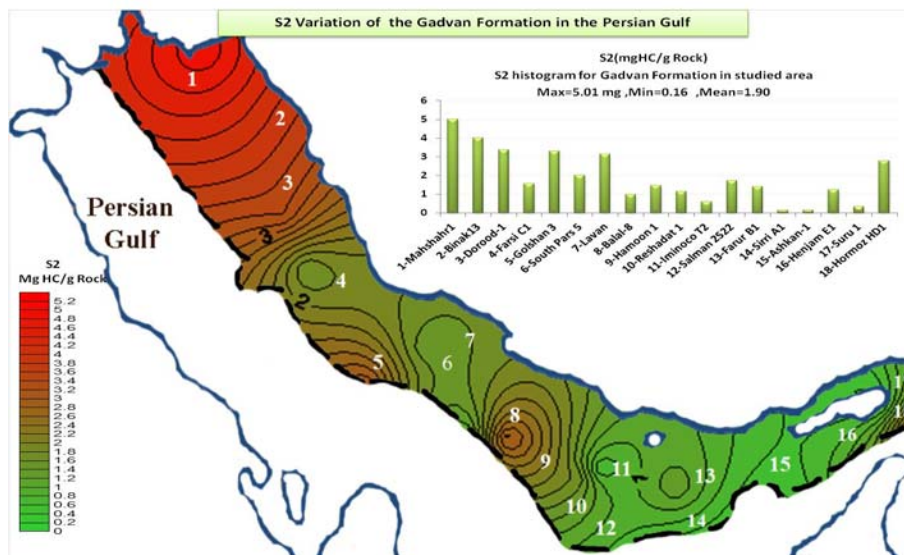 S2 Variation of the Gadvan Formation in the Persian Gulf
S2(mgHC/g Rock)
S2 histogram for Gadvan Formation in studied area
Max=5.01 mg ,Min=0.16 ,Mean=1.90
6
5
4
3
2
1
0
1-Mahshahr1
2-Binak13
3-Dorood-1
4-Farsi C1
5-Golshan 3
6-South Pars 5
7-Lavan
8-Balal-8
9-Hamoon 1
10-Reshadat 1
11-Iminoco T2
12-Salman 2S22
13-Farur B1
14-Sirri A1
15-Ashkan-1
16-Henjam E1
17-Suru 1
18-Hormoz HD1
1
2
3
3
Persian
Gulf
4
2
5
7
6
8
9
10
11
1
13
12
14
15
16
1
1
S2
Mg HC/g Rock
5.2
5
4.8
4.6
4.4
4.2
4
3.8
3.6
3.4
3.2
3
2.8
2.6
2.4
2.2
2
1.8
1.6
1.4
1.2
1
0.8
0.6
0.4
0.2
0